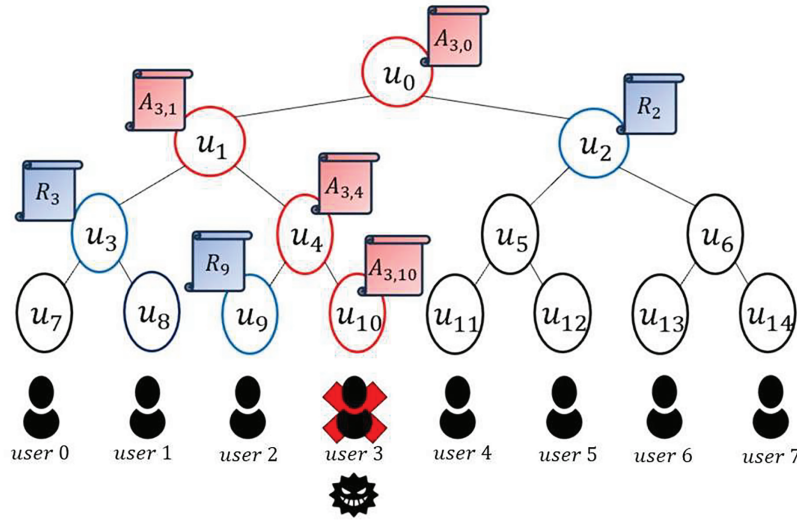 A3,0
u0
A3,1
R2
u1
u2
R3
A3,4
u3
u4
u5
u6
R9
A3,10
u7
u8
u9
u10
u11
u12
u13
u14
user 0
user 1
user 2
user 3
user 4
user 5
user 6
user 7